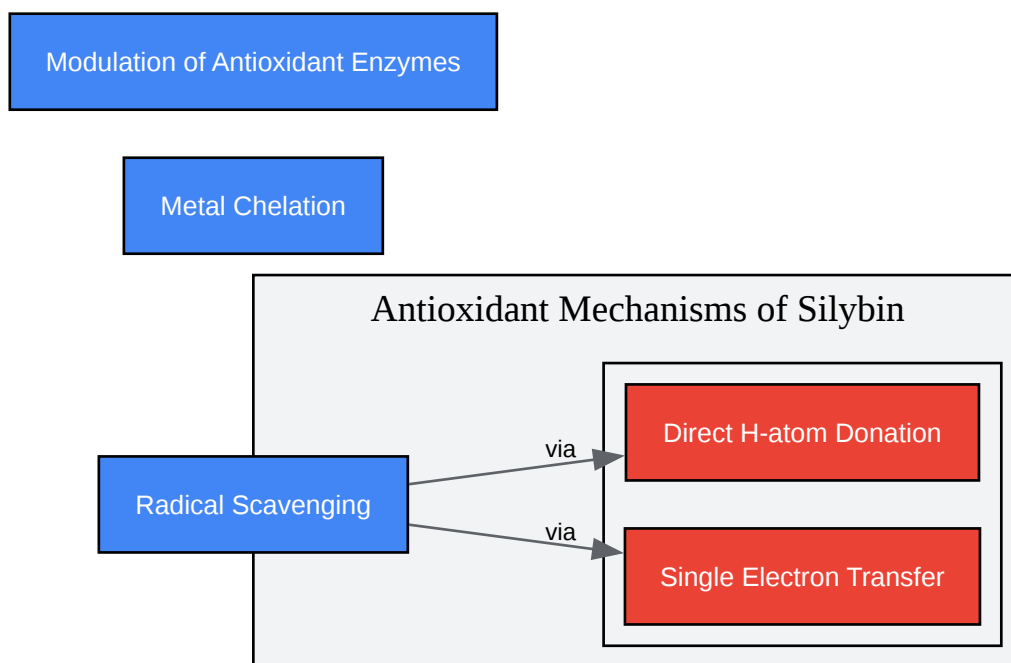 Modulation of Antioxidant Enzymes
Metal Chelation
Antioxidant Mechanisms of Silybin
Direct H-atom Donation
via
Radical Scavenging
via
Single Electron Transfer